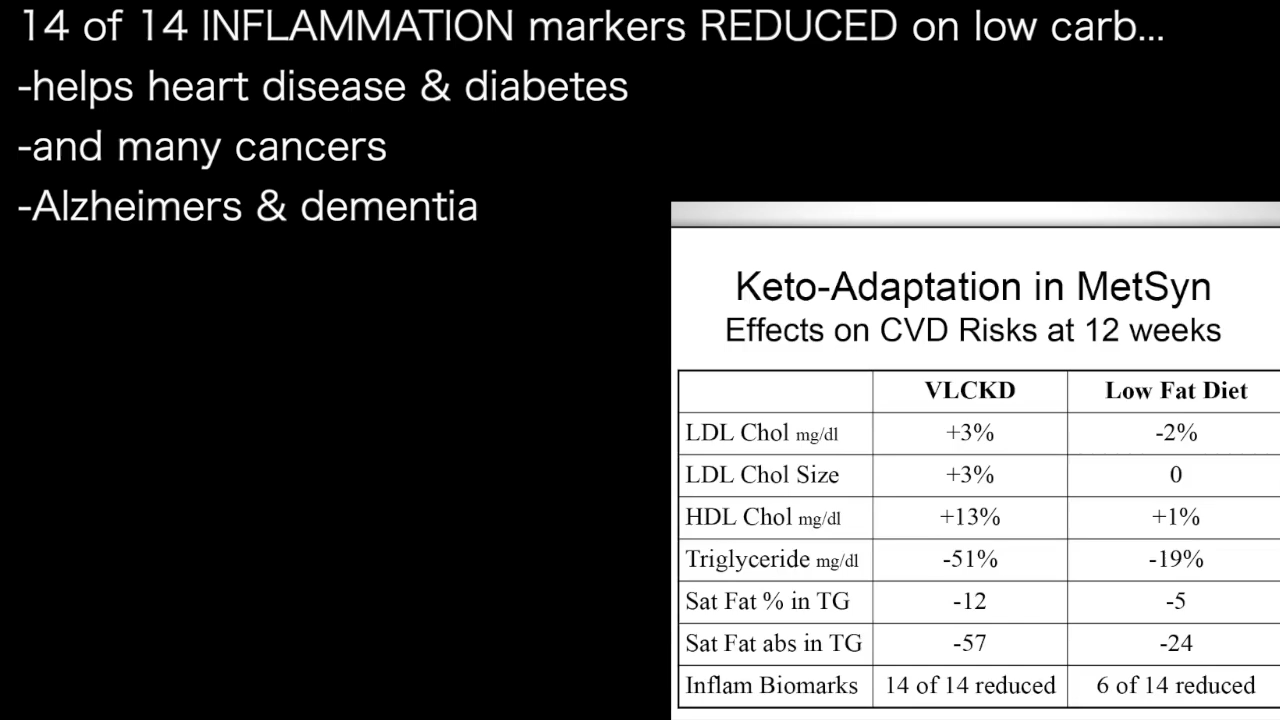 14 of 14 INFLAMMATION markers REDUCED on low carb...
-helps heart disease & diabetes
-and many cancers
-Alzheimers & dementia
Keto-Adaptation in MetSyn
Effects on CVD Risks at 12 weeks
VLCKD Low Fat Diet
LDL Chol mg/dl +3% -2%
LDL Chol Size +3% 0
HDL Chol mg/dl +13% +1%
Triglyceride mg/dl -51% -19%
Sat Fat % in TG -12 -5
Sat Fat abs in TG -57 -24
Inflam Biomarks 14 of 14 reduced 6 of 14 reduced